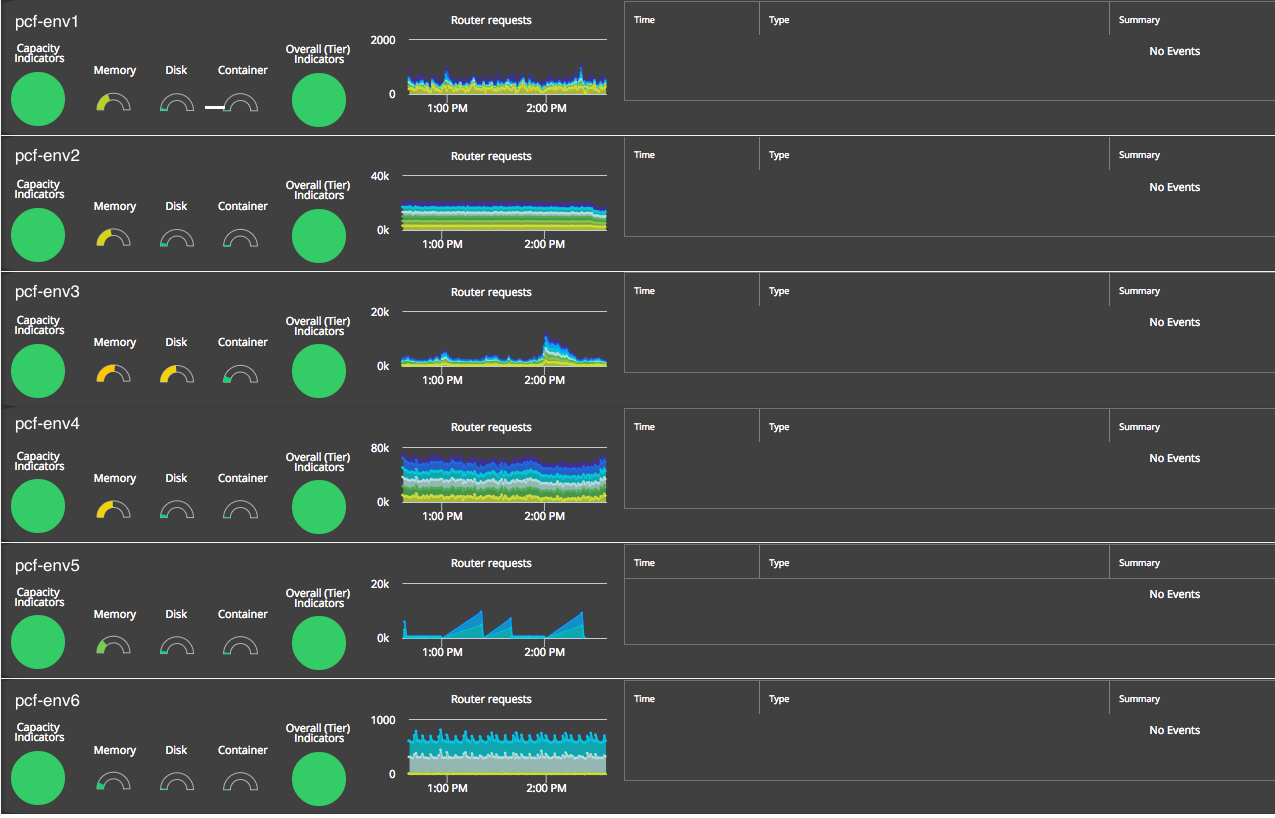 pcf-env1
Capacity
Indicators
Memory Disk Container
Overall (Tier)
Indicators
Router requests
2000
0
1:00 PM 2:00 PM
Time Type Summary
No Events
pcf-env2
Capacity
Indicators
Memory Disk Container
Overall (Tier)
Indicators
Router requests
40k
0k
1:00 PM 2:00 PM
Time Type Summary
No Events
pcf-env3
Capacity
Indicators
Memory Disk Container
Overall (Tier)
Indicators
Router requests
20k
0k
1:00 PM 2:00 PM
Time Type Summary
No Events
pcf-env4
Capacity
Indicators
Memory Disk Container
Overall (Tier)
Indicators
Router requests
80k
0k
1:00 PM 2:00 PM
Time Type Summary
No Events
pcf-env5
Capacity
Indicators
Memory Disk Container
Overall (Tier)
Indicators
Router requests
20k
0k
1:00 PM 2:00 PM
Time Type Summary
No Events
pcf-env6
Capacity
Indicators
Memory Disk Container
Overall (Tier)
Indicators
Router requests
1000
0
1:00 PM 2:00 PM
Time Type Summary
No Events